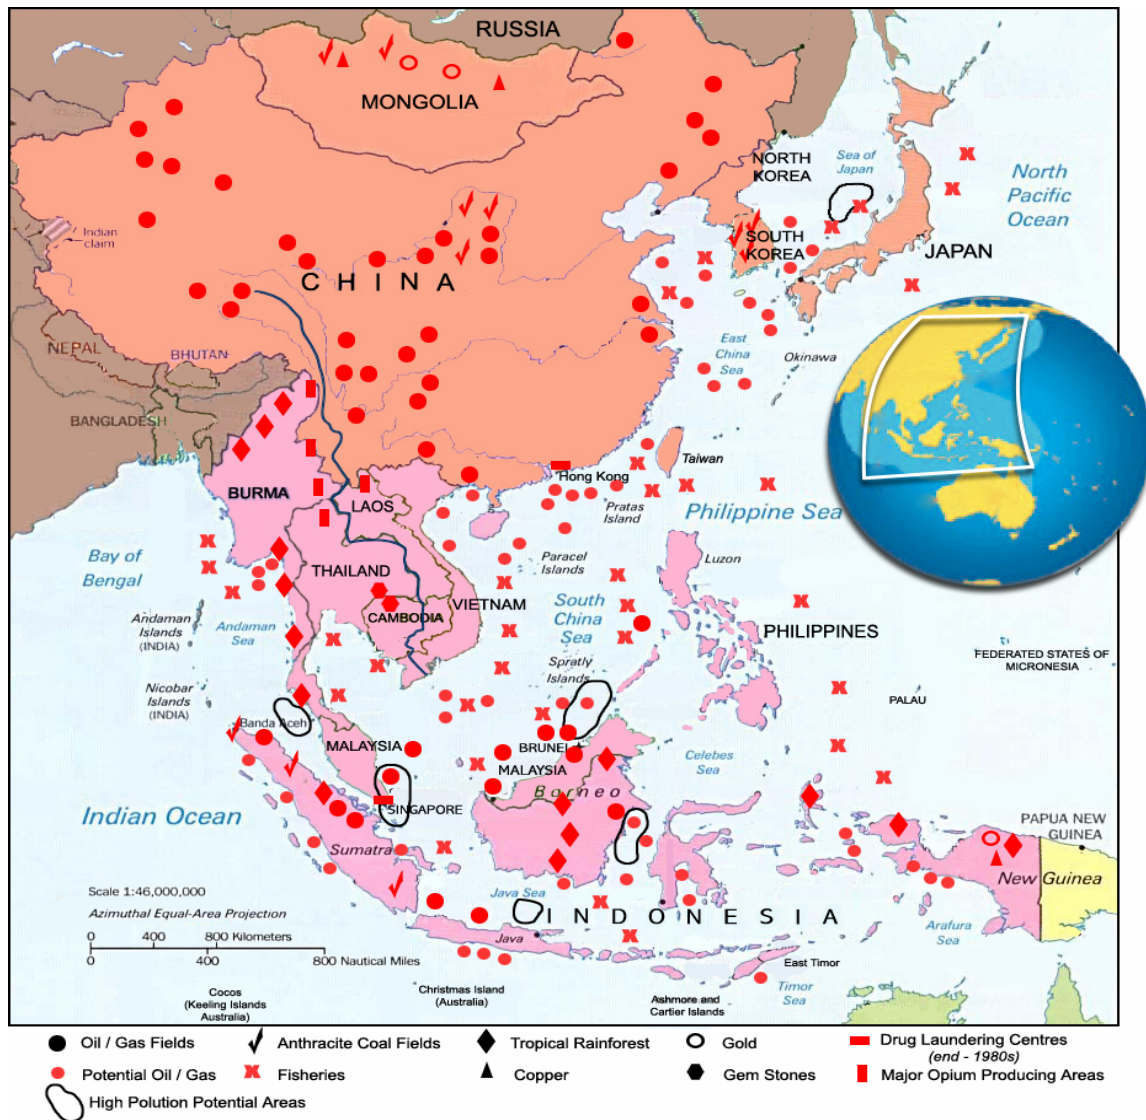 RUSSIA
MONGOLIA
NORTH
KOREA
Sea of
Japan
North
Pacific
Ocean
Indian
claim
SOUTH
KOREA
JAPAN
CHINA
NEPAL
BHUTAN
East
China
Sea
Okinawa
BANGLADESH
Taiwan
Hong Kong
BURMA
LAOS
Pratas
Island
Philippine Sea
Bay of
Bengal
THAILAND
Paracel
Islands
Luzon
VIETNAM
CAMBODIA
South
China
Sea
PHILIPPINES
Andaman
Islands
(INDIA)
Andaman
Sea
FEDERATED STATES OF
MICRONESIA
Spratly
Islands
Nicobar
Islands
(INDIA)
PALAU
Banda Aceh
MALAYSIA
BRUNEI
MALAYSIA
Celebes
Sea
Borneo
Indian Ocean
SINGAPORE
PAPUA NEW
GUINEA
Sumatra
New Guinea
Scale 1:46,000,000
Azimuthal Equal-Area Projection
Java Sea
INDONESIA
Arafura
Sea
0 400 800 Kilometers
Java
0 400 800 Nautical Miles
East Timor
Timor
Sea
Cocos
(Keeling Islands
Australia)
Christmas Island
(Australia)
Ashmore and
Cartier Islands
Oil / Gas Fields
Anthracite Coal Fields
Tropical Rainforest
Gold
Drug Laundering Centres
(end - 1980s)
Potential Oil / Gas
Fisheries
Copper
Gem Stones
Major Opium Producing Areas
High Polution Potential Areas